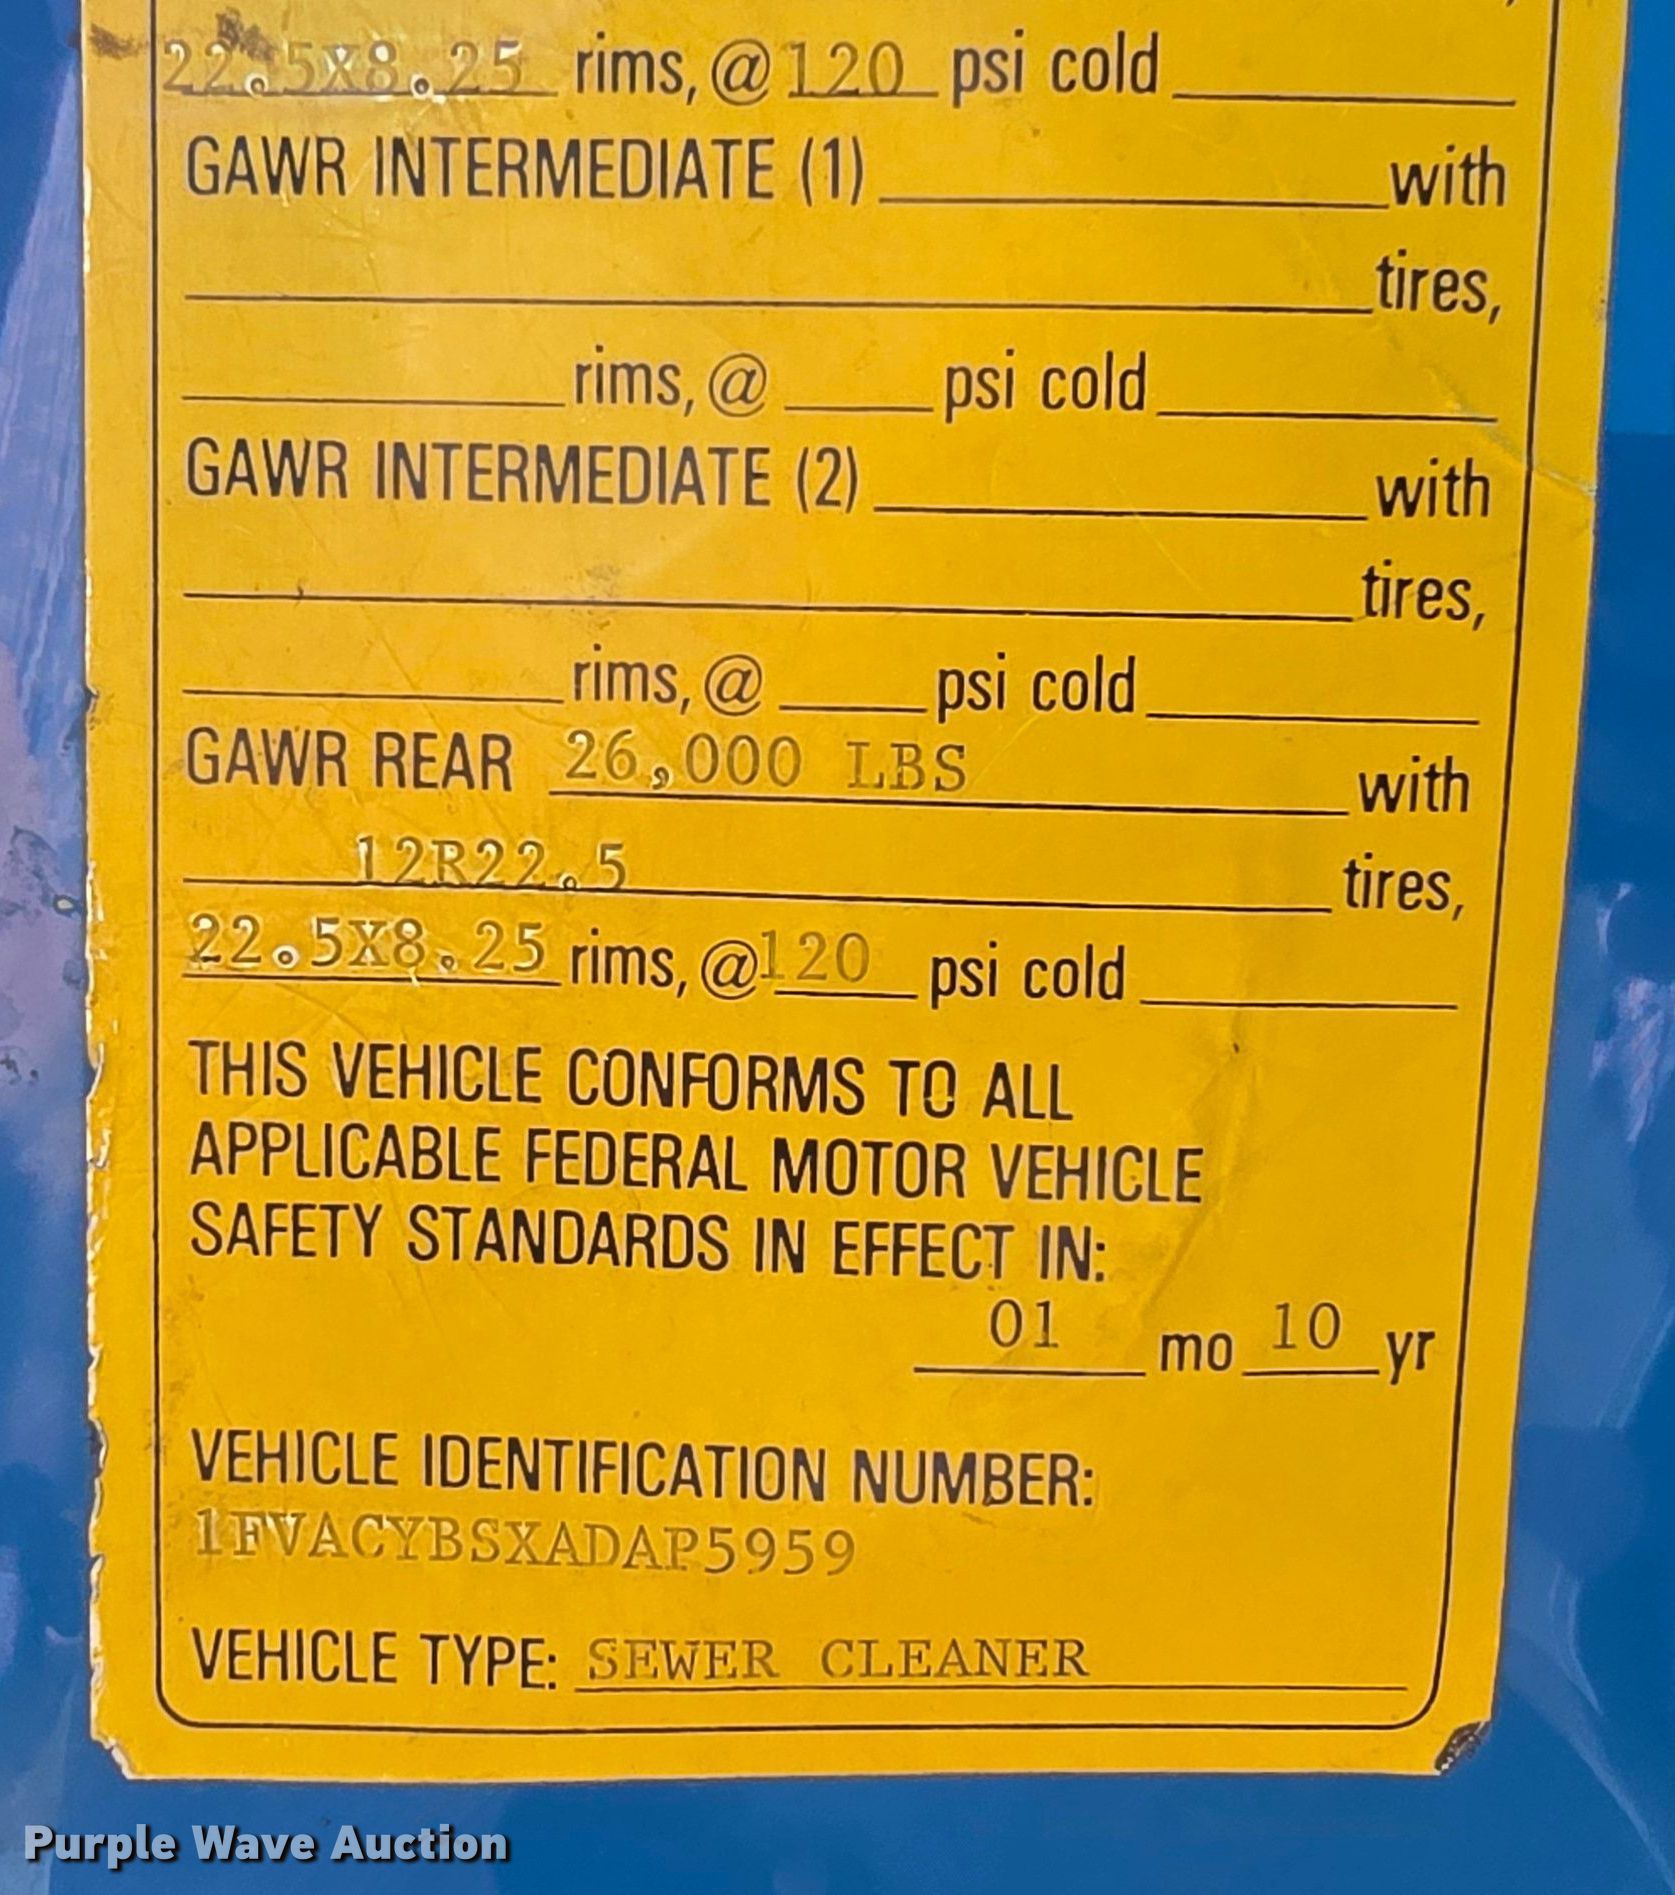 22.5X8.25 rims, @ 120 psi cold
GAWR INTERMEDIATE (1) with
tires,
rims, @ psi cold
GAWR INTERMEDIATE (2) with
tires,
rims, @ psi cold
GAWR REAR 26,000 LBS with
12R22.5 tires,
22.5X8.25 rims, @ 120 psi cold
THIS VEHICLE CONFORMS TO ALL
APPLICABLE FEDERAL MOTOR VEHICLE
SAFETY STANDARDS IN EFFECT IN:
01 mo 10 yr
VEHICLE IDENTIFICATION NUMBER:
1FVACYBSXADAP5959
VEHICLE TYPE: SEWER CLEANER
Purple Wave Auction